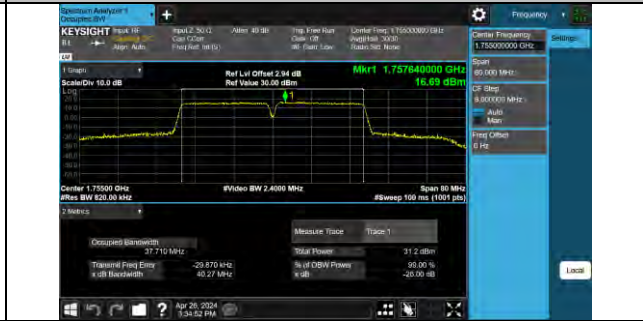 Spectrum Analyzer 1
Occupied BW
Frequency
KEYSIGHT Input: RF
Input Z: 50 Ω
Atten: 40 dB
Trig: Free Run
Center Freq: 1.755000000 GHz
Align: Auto
Gate: Off
Radio Std: None
Center Frequency
1.755000000 GHz
Settings
Span
80.000 MHz
CF Step
8.000000 MHz
Auto
Man
Freq Offset
0 Hz
1 Graph
Scale/Div 10.0 dB
Ref Lvl Offset 2.94 dB
Ref Value 30.00 dBm
Mkr1 1.757640000 GHz
16.69 dBm
Log
Center 1.75500 GHz
#Video BW 2.4000 MHz
Span 80 MHz
#Res BW 820.00 kHz
#Sweep 100 ms (1001 pts)
2 Metrics
Measure Trace
Trace 1
Occupied Bandwidth
37.710 MHz
Total Power
31.2 dBm
Transmit Freq Error
-29.870 kHz
% of OBW Power
99.00 %
x dB Bandwidth
40.27 MHz
x dB
-26.00 dB
Local
Apr 26, 2024
3:34:52 PM